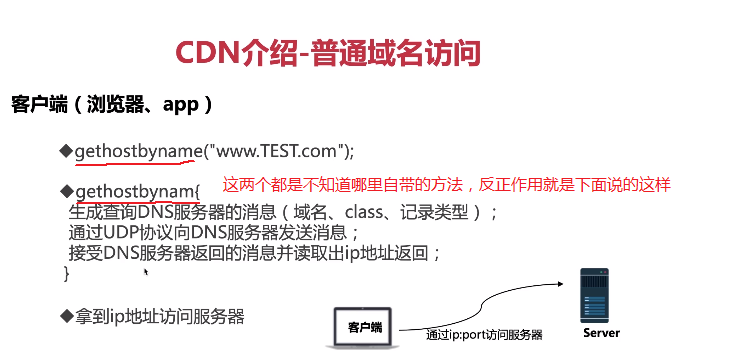 CDN介绍-普通域名访问
客户端（浏览器、app）
◆gethostbyname("www.TEST.com");
◆gethostbynam{
这两个都是不知道哪里自带的方法，反正作用就是下面说的这样
生成查询DNS服务器的消息（域名、class、记录类型）；
通过UDP协议向DNS服务器发送消息；
接受DNS服务器返回的消息并读取出ip地址返回；
}
◆拿到ip地址访问服务器
客户端
通过ip:port访问服务器
Server